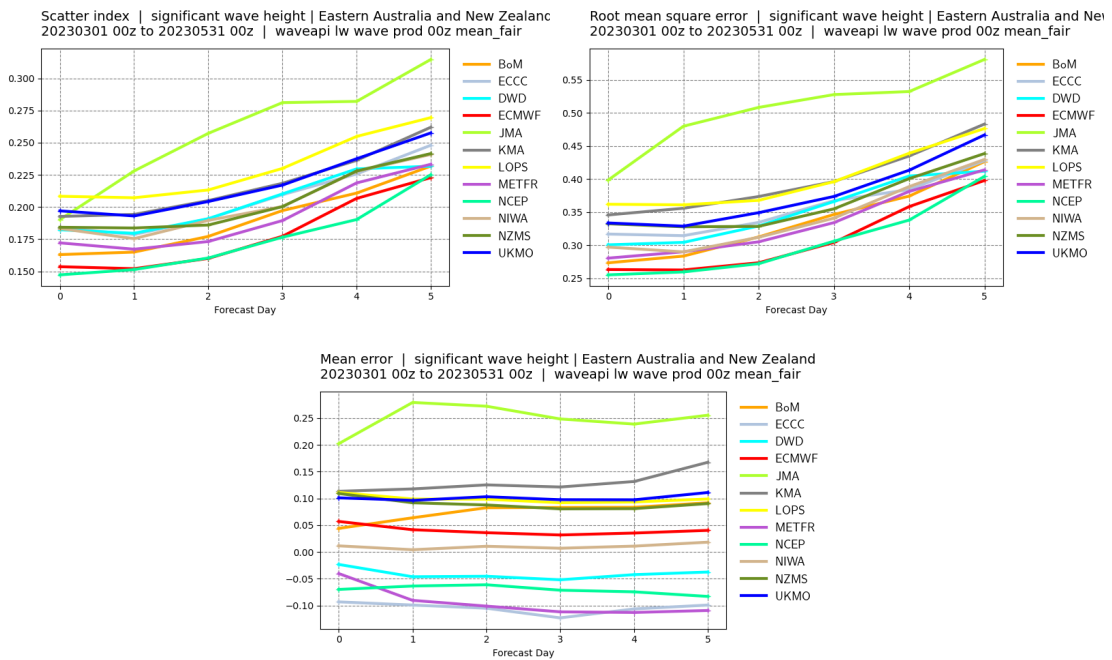 Scatter index  |  significant wave height | Eastern Australia and New Zealand
20230301 00z to 20230531 00z  |  waveapi lw wave prod 00z mean_fair
0.300
0.275
0.250
0.225
0.200
0.175
0.150
0 1 2 3 4 5
Forecast Day
BoM
ECCC
DWD
ECMWF
JMA
KMA
LOPS
METFR
NCEP
NIWA
NZMS
UKMO
Root mean square error  |  significant wave height | Eastern Australia and Nev
20230301 00z to 20230531 00z  |  waveapi lw wave prod 00z mean_fair
0.55
0.50
0.45
0.40
0.35
0.30
0.25
0 1 2 3 4 5
Forecast Day
BoM
ECCC
DWD
ECMWF
JMA
KMA
LOPS
METFR
NCEP
NIWA
NZMS
UKMO
Mean error  |  significant wave height | Eastern Australia and New Zealand
20230301 00z to 20230531 00z  |  waveapi lw wave prod 00z mean_fair
0.25
0.20
0.15
0.10
0.05
0.00
−0.05
−0.10
0 1 2 3 4 5
Forecast Day
BoM
ECCC
DWD
ECMWF
JMA
KMA
LOPS
METFR
NCEP
NIWA
NZMS
UKMO